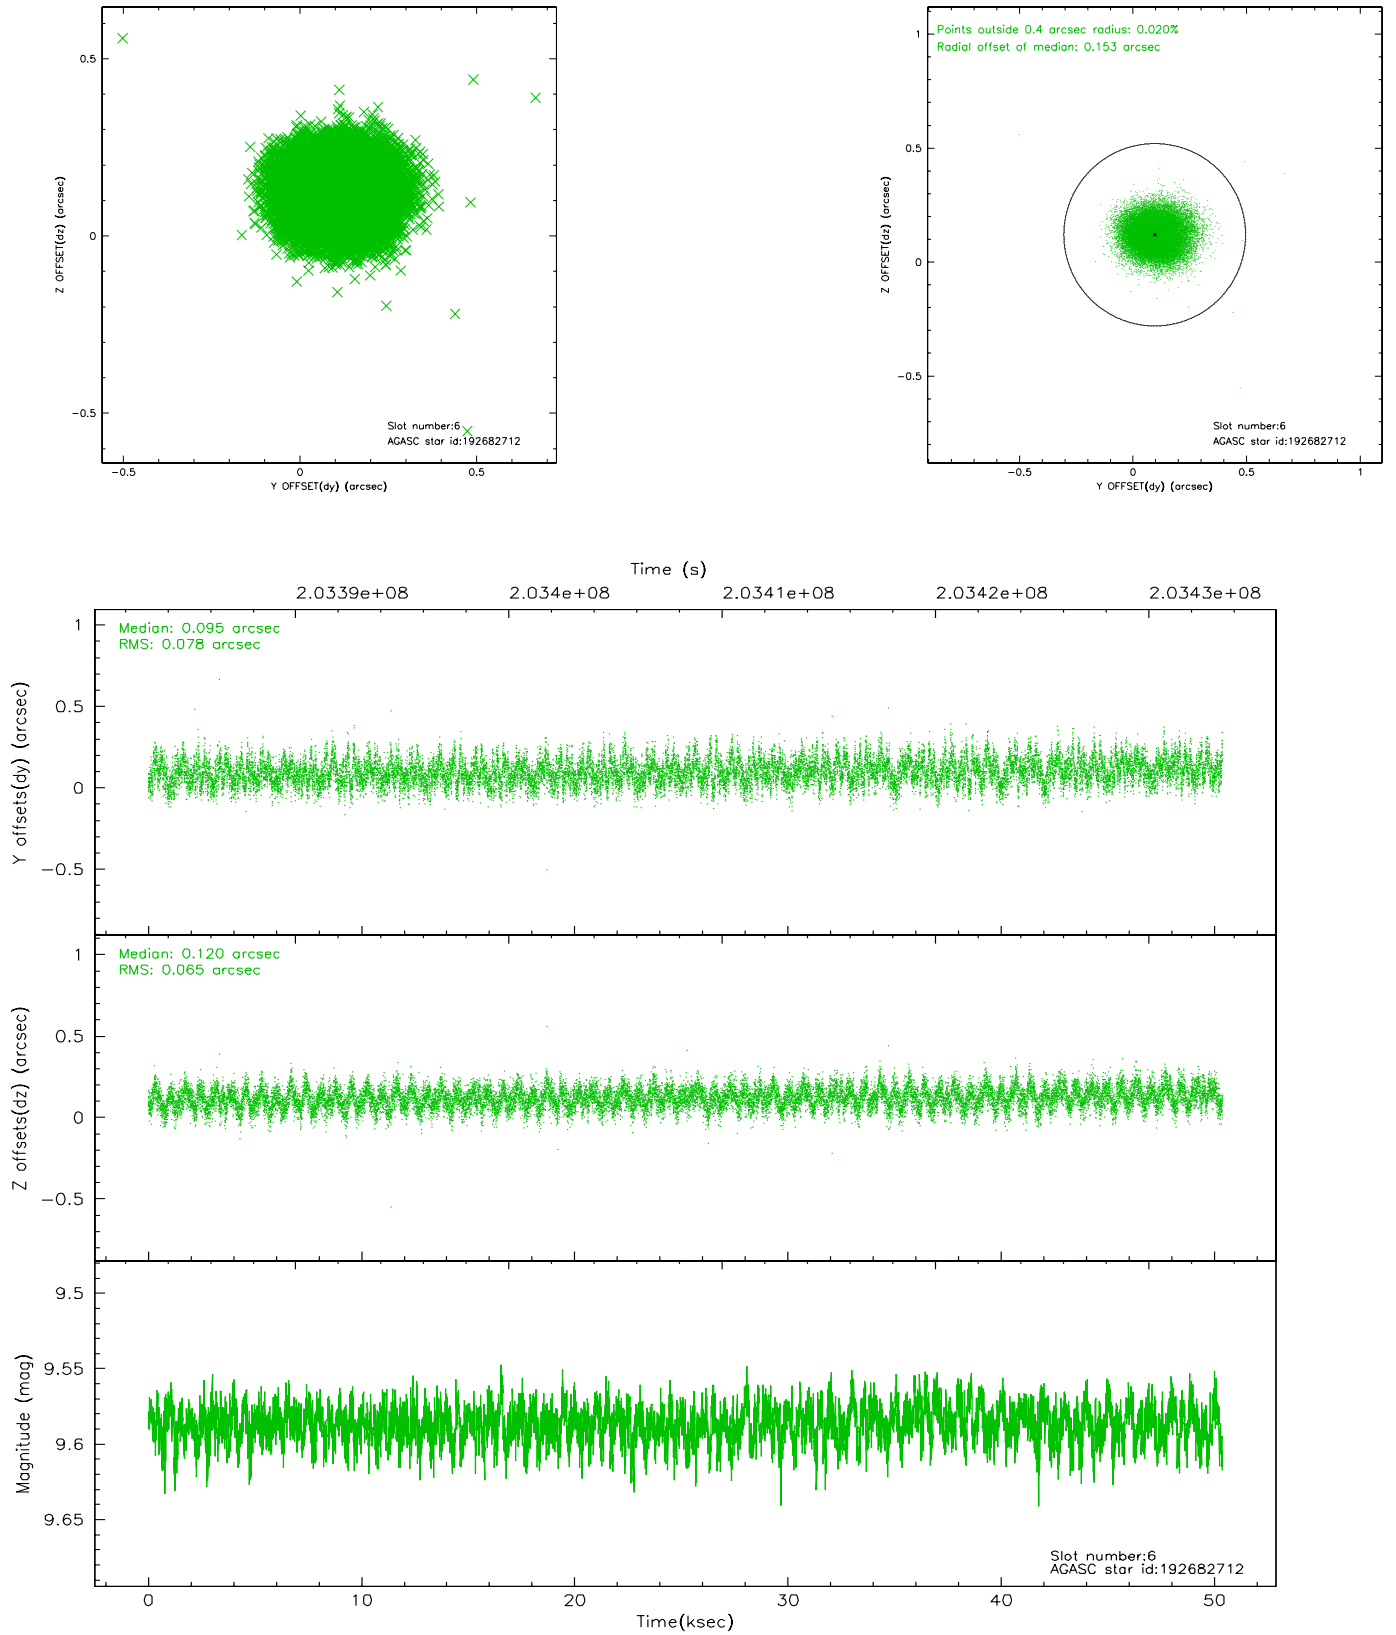 0.5
0
−0.5
Z OFFSET(dz) (arcsec)
Slot number:6
AGASC star id:192682712
−0.5
0
0.5
Y OFFSET(dy) (arcsec)
Points outside 0.4 arcsec radius: 0.020%
Radial offset of median: 0.153 arcsec
1
0.5
0
−0.5
Z OFFSET(dz) (arcsec)
Slot number:6
AGASC star id:192682712
−0.5
0
0.5
1
Y OFFSET(dy) (arcsec)
Time (s)
2.0339e+08
2.034e+08
2.0341e+08
2.0342e+08
2.0343e+08
Median: 0.095 arcsec
RMS: 0.078 arcsec
1
0.5
0
−0.5
Y offsets(dy) (arcsec)
Median: 0.120 arcsec
RMS: 0.065 arcsec
1
0.5
0
−0.5
Z offsets(dz) (arcsec)
9.5
9.55
9.6
9.65
Magnitude (mag)
Slot number:6
AGASC star id:192682712
0
10
20
30
40
50
Time(ksec)